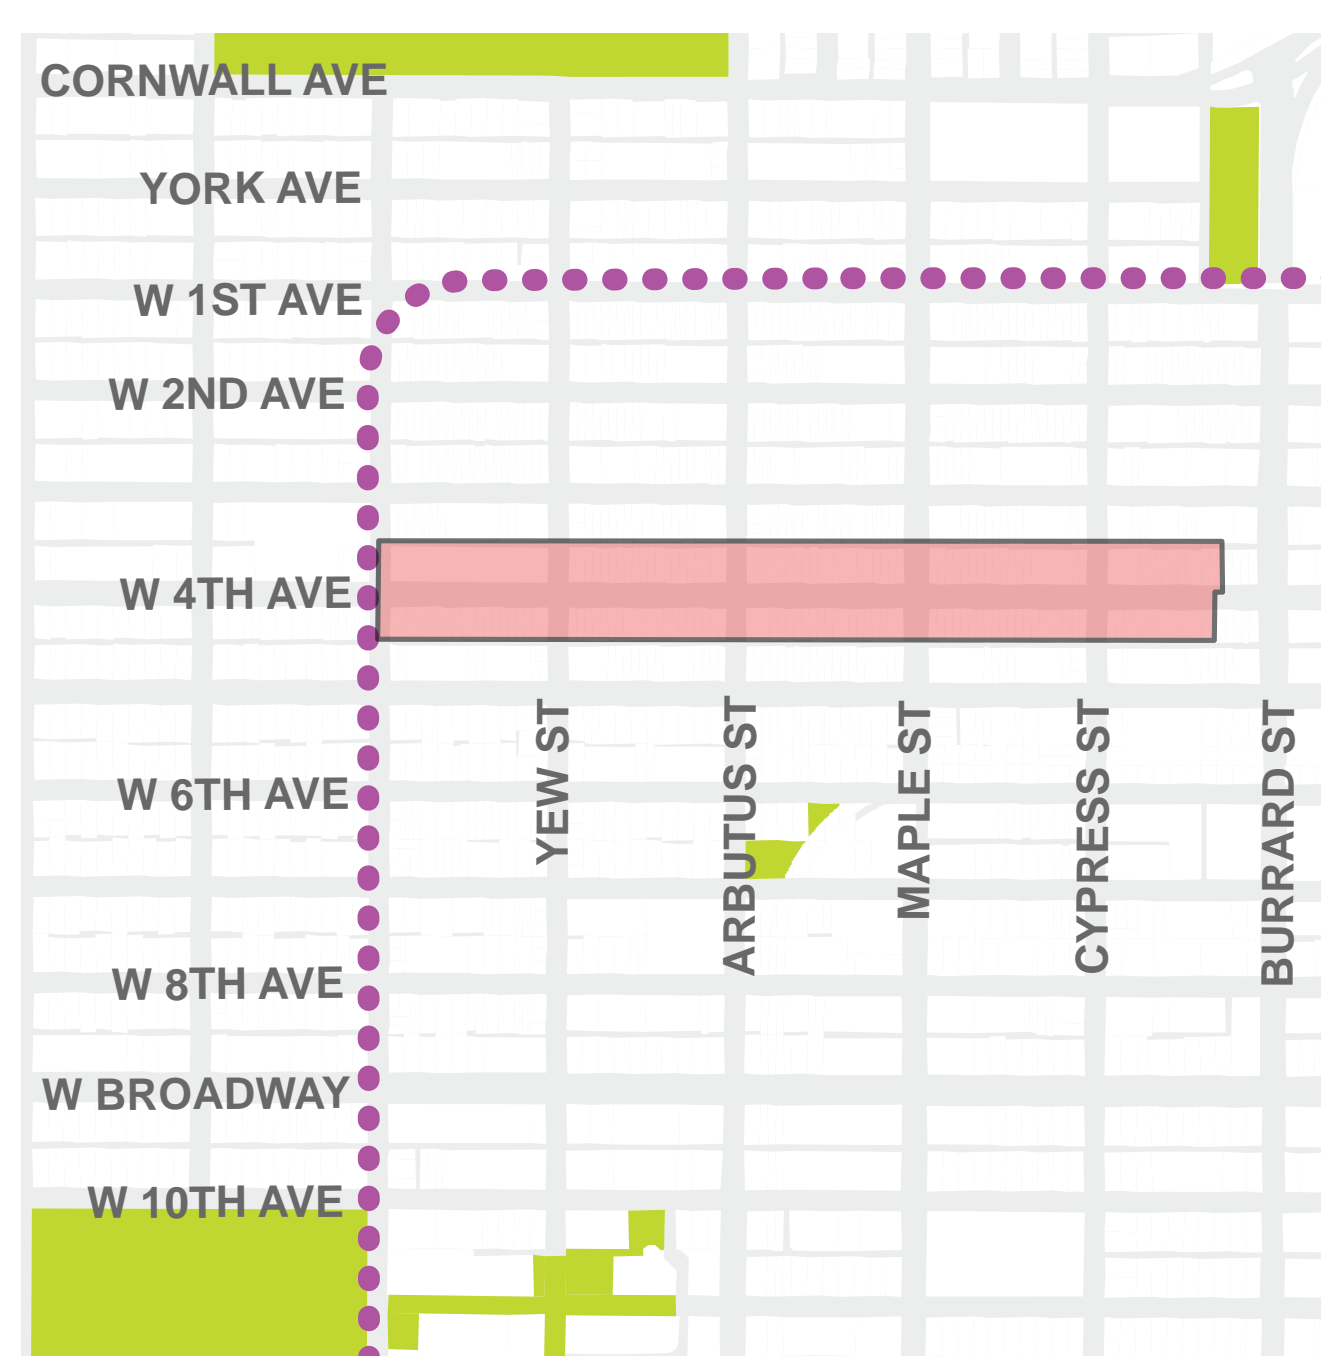 CORNWALL AVE
YORK AVE
W 1ST AVE
W 2ND AVE
W 4TH AVE
YEW ST
ARBUTUS ST
MAPLE ST
CYPRESS ST
BURRARD ST
W 6TH AVE
W 8TH AVE
W BROADWAY
W 10TH AVE